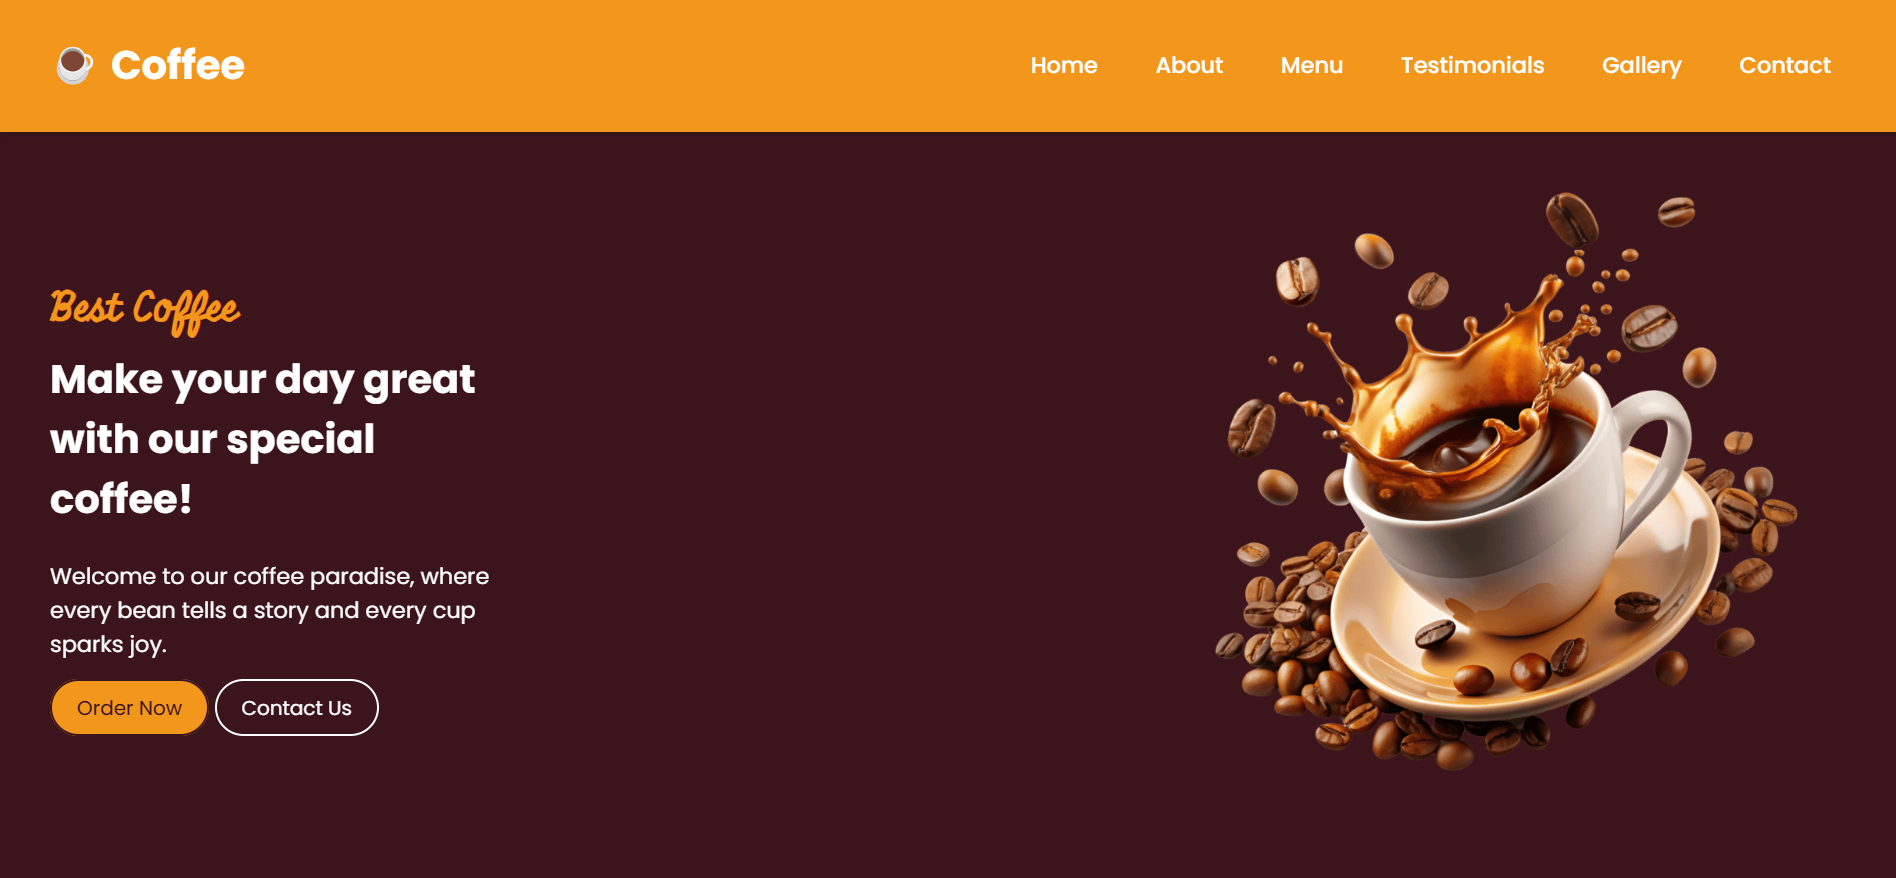 Coffee
Home
About
Menu
Testimonials
Gallery
Contact
Best Coffee
Make your day great
with our special
coffee!
Welcome to our coffee paradise, where
every bean tells a story and every cup
sparks joy.
Order Now
Contact Us